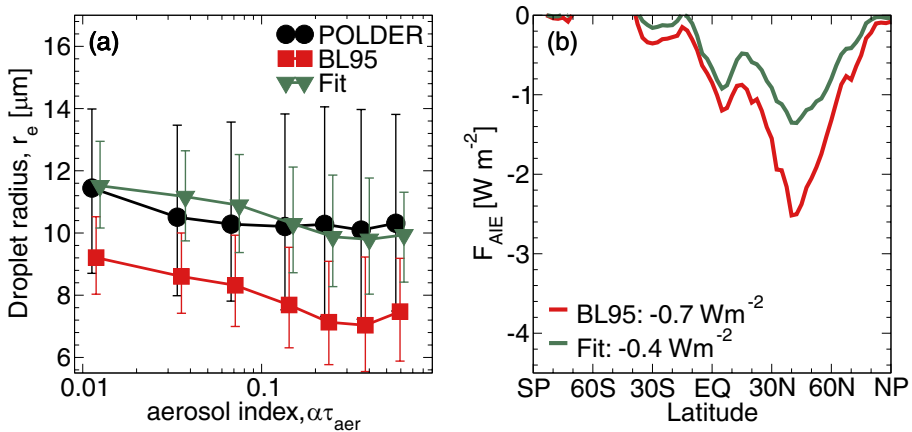 (a)
POLDER
BL95
Fit
16
14
12
10
8
6
Droplet radius, r_e [μm]
0.01
0.1
aerosol index,ατ_aer
(b)
0
-1
-2
-3
-4
F_AIE [W m⁻²]
BL95: -0.7 Wm⁻²
Fit: -0.4 Wm⁻²
SP 60S 30S EQ 30N 60N NP
Latitude